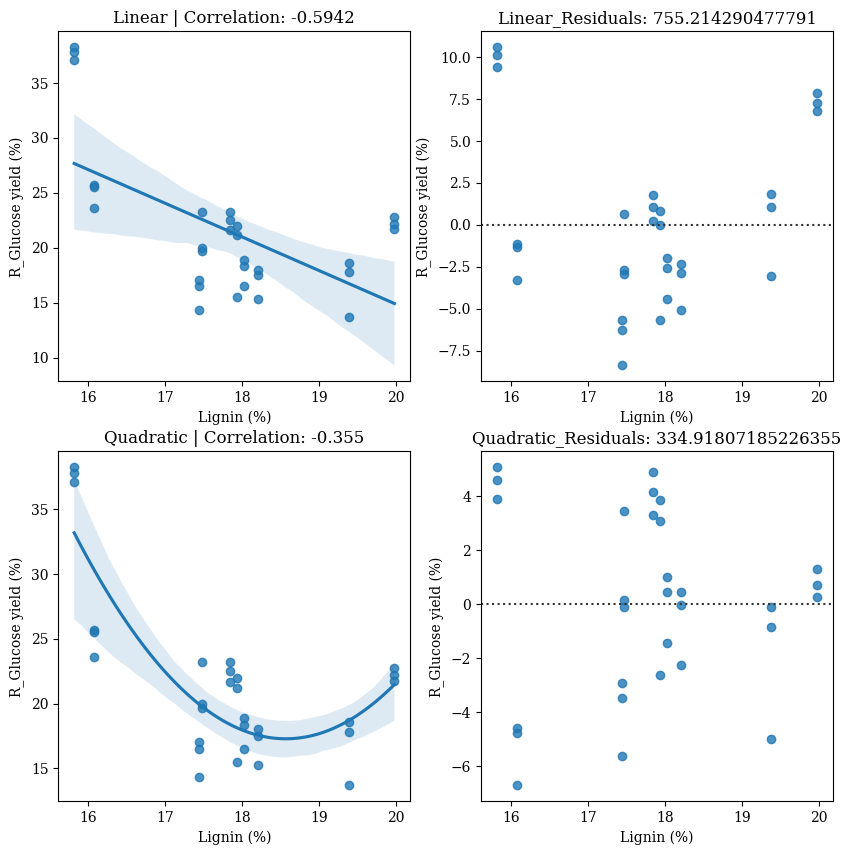 Linear | Correlation: -0.5942
R_Glucose yield (%)
35
30
25
20
15
10
16 17 18 19 20
Lignin (%)
Linear_Residuals: 755.214290477791
R_Glucose yield (%)
10.0
7.5
5.0
2.5
0.0
−2.5
−5.0
−7.5
16 17 18 19 20
Lignin (%)
Quadratic | Correlation: -0.355
R_Glucose yield (%)
35
30
25
20
15
16 17 18 19 20
Lignin (%)
Quadratic_Residuals: 334.91807185226355
R_Glucose yield (%)
4
2
0
−2
−4
−6
16 17 18 19 20
Lignin (%)